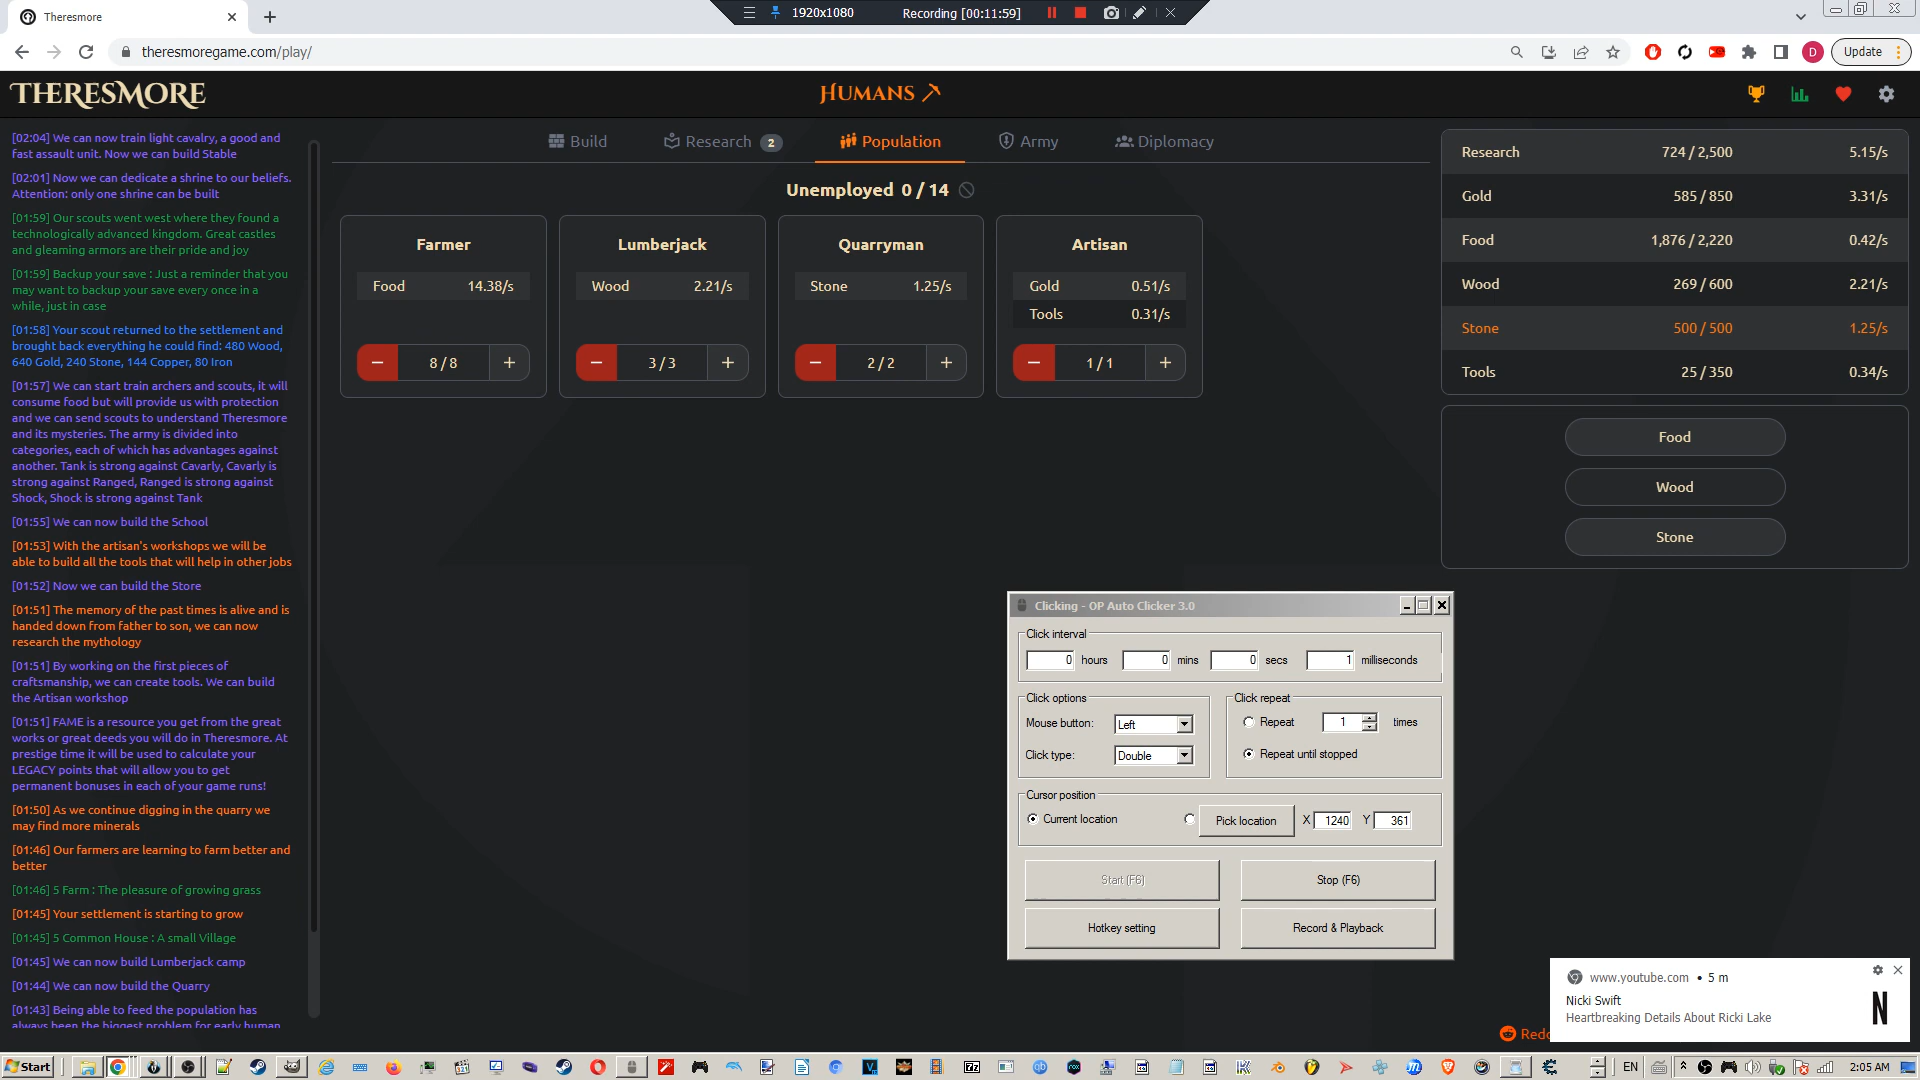 Theresmore
1920x1080
Recording [00:11:59]
theresmoregame.com/play/
D
Update
THERESMORE
HUMANS
Build
Research 2
Population
Army
Diplomacy
Unemployed 0 / 14
Farmer
Food 14.38/s
8 / 8
Lumberjack
Wood 2.21/s
3 / 3
Quarryman
Stone 1.25/s
2 / 2
Artisan
Gold 0.51/s
Tools 0.31/s
1 / 1
[02:04] We can now train light cavalry, a good and
fast assault unit. Now we can build Stable
[02:01] Now we can dedicate a shrine to our beliefs.
Attention: only one shrine can be built
[01:59] Our scouts went west where they found a
technologically advanced kingdom. Great castles
and gleaming armors are their pride and joy
[01:59] Backup your save : Just a reminder that you
may want to backup your save every once in a
while, just in case
[01:58] Your scout returned to the settlement and
brought back everything he could find: 480 Wood,
640 Gold, 240 Stone, 144 Copper, 80 Iron
[01:57] We can start train archers and scouts, it will
consume food but will provide us with protection
and we can send scouts to understand Theresmore
and its mysteries. The army is divided into
categories, each of which has advantages against
another. Tank is strong against Cavarly, Cavarly is
strong against Ranged, Ranged is strong against
Shock, Shock is strong against Tank
[01:55] We can now build the School
[01:53] With the artisan's workshops we will be
able to build all the tools that will help in other jobs
[01:52] Now we can build the Store
[01:51] The memory of the past times is alive and is
handed down from father to son, we can now
research the mythology
[01:51] By working on the first pieces of
craftsmanship, we can create tools. We can build
the Artisan workshop
[01:51] FAME is a resource you get from the great
works or great deeds you will do in Theresmore. At
prestige time it will be used to calculate your
LEGACY points that will allow you to get
permanent bonuses in each of your game runs!
[01:50] As we continue digging in the quarry we
may find more minerals
[01:46] Our farmers are learning to farm better and
better
[01:46] 5 Farm : The pleasure of growing grass
[01:45] Your settlement is starting to grow
[01:45] 5 Common House : A small Village
[01:45] We can now build Lumberjack camp
[01:44] We can now build the Quarry
[01:43] Being able to feed the population has
always been the biggest problem for early human
Research 724 / 2,500 5.15/s
Gold 585 / 850 3.31/s
Food 1,876 / 2,220 0.42/s
Wood 269 / 600 2.21/s
Stone 500 / 500 1.25/s
Tools 25 / 350 0.34/s
Food
Wood
Stone
Clicking - OP Auto Clicker 3.0
Click interval
0 hours 0 mins 0 secs 1 milliseconds
Click options
Mouse button: Left
Click type: Double
Click repeat
Repeat 1 times
Repeat until stopped
Cursor position
Current location
Pick location X 1240 Y 361
Start (F6)
Stop (F6)
Hotkey setting
Record & Playback
www.youtube.com • 5 m
Nicki Swift
Heartbreaking Details About Ricki Lake
N
Start
EN
2:05 AM